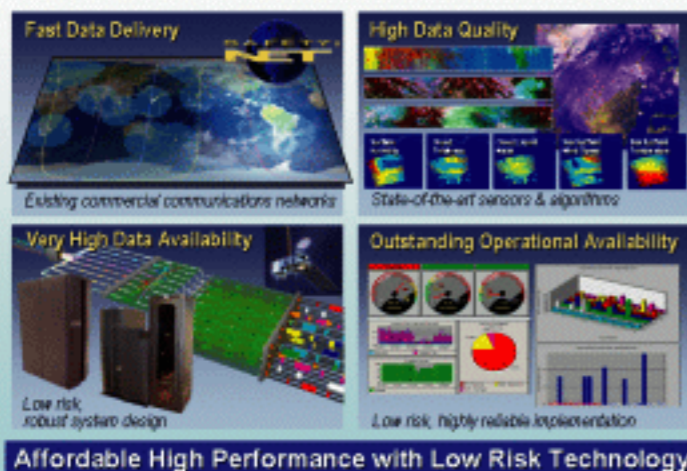 Fast Data Delivery
SAFETY
NET
Existing commercial communications networks
High Data Quality
State-of-the-art sensors & algorithms
Very High Data Availability
Low risk,
robust system design
Outstanding Operational Availability
Low risk, highly reliable implementation
Affordable High Performance with Low Risk Technology